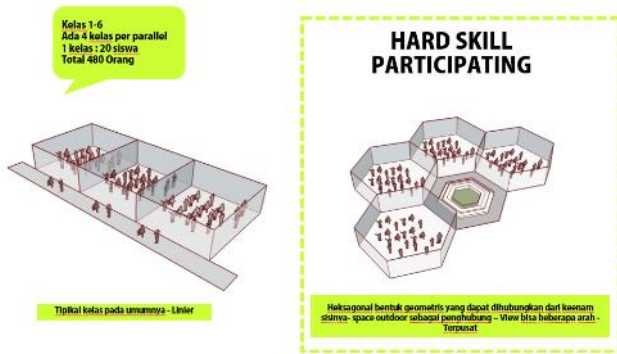 Kelas 1-6
Ada 4 kelas per parallel
1 kelas : 20 siswa
Total 480 Orang
Tipikal kelas pada umumnya - Linier
HARD SKILL
PARTICIPATING
Heksagonal bentuk geometris yang dapat dihubungkan dari keenam
sisinya- space outdoor sebagai penghubung – View bisa beberapa arah -
Terpusat